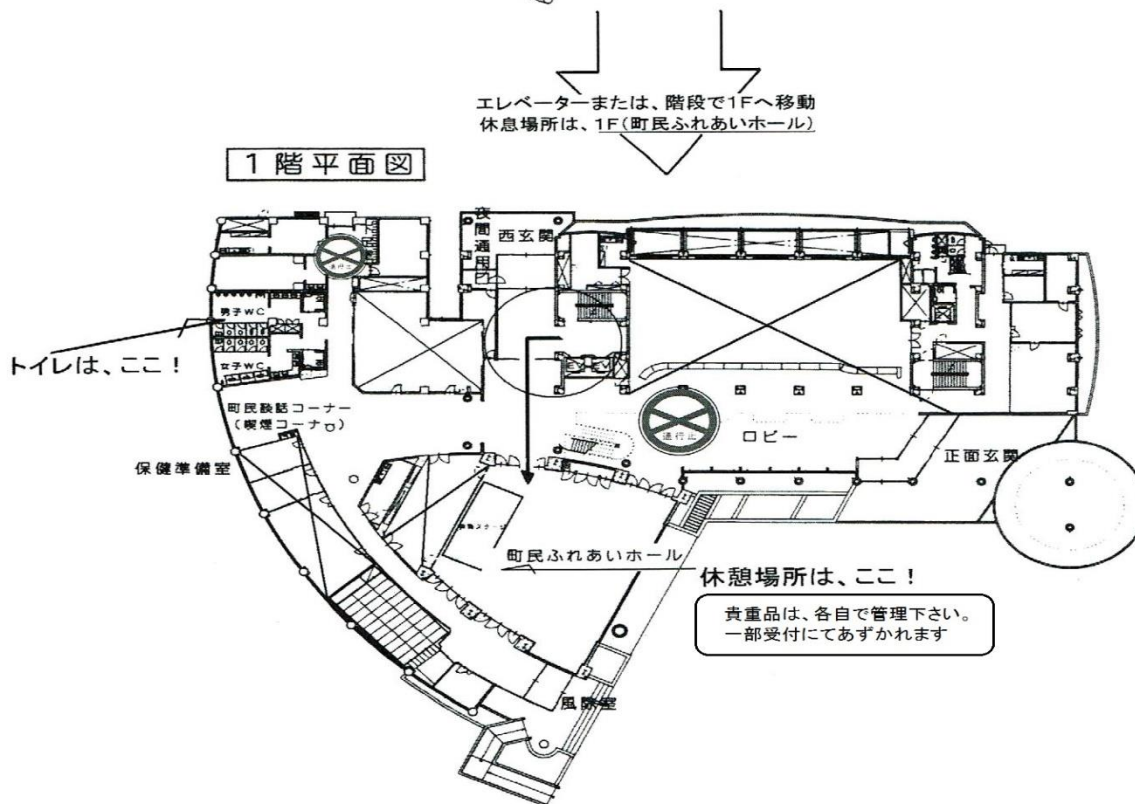 エレベーターまたは、階段で1Fへ移動
休息場所は、1F(町民ふれあいホール)
1階平面図
夜間通用口
西玄関
通行止
男子WC
トイレは、ここ！
女子WC
町民談話コーナー
(喫煙コーナー)
通行止
ロビー
正面玄関
保健準備室
町民ふれあいホール
休憩場所は、ここ！
貴重品は、各自で管理下さい。
一部受付にてあずかれます
風除室